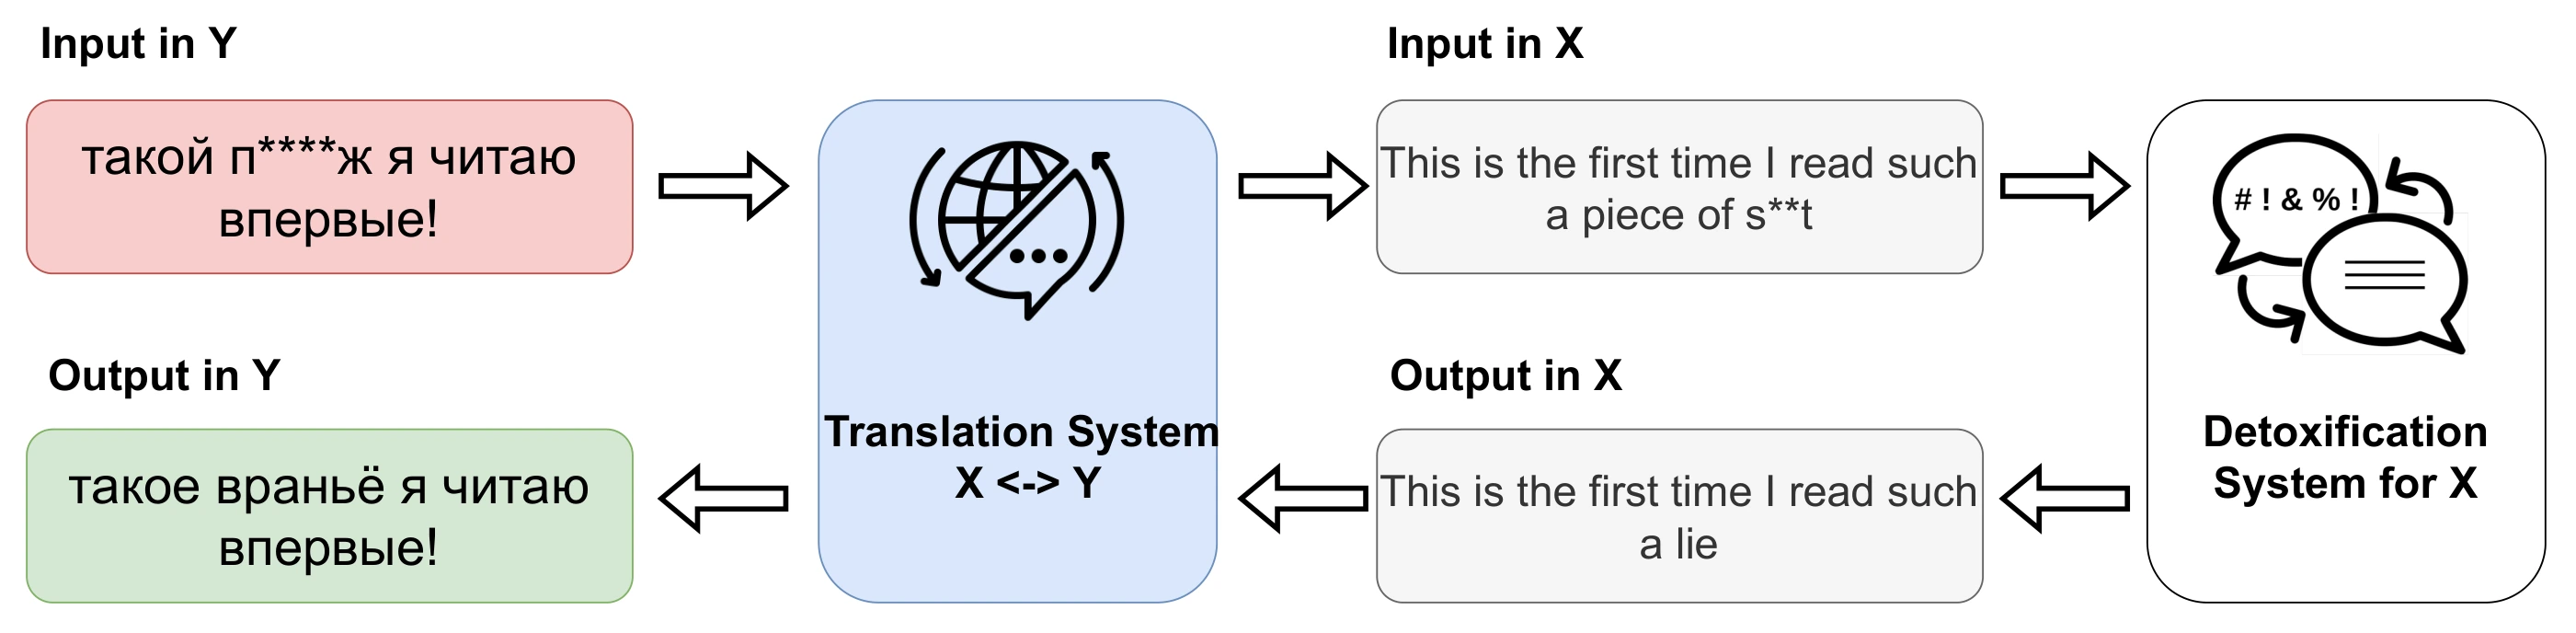 Input in Y
такой п****ж я читаю
впервые!
Input in X
This is the first time I read such
a piece of s**t
# ! & % !
Output in Y
такое враньё я читаю
впервые!
Translation System
X <-> Y
Output in X
This is the first time I read such
a lie
Detoxification
System for X